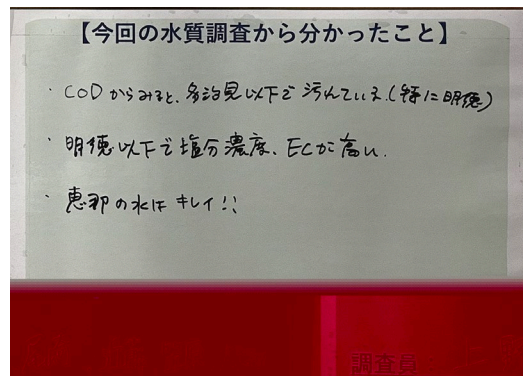 【今回の水質調査から分かったこと】
・CODからみると、多治見以下で汚れている。(特に明徳)
・明徳以下で塩分濃度、ECが高い.
・恵那の水は キレイ!!
調査員